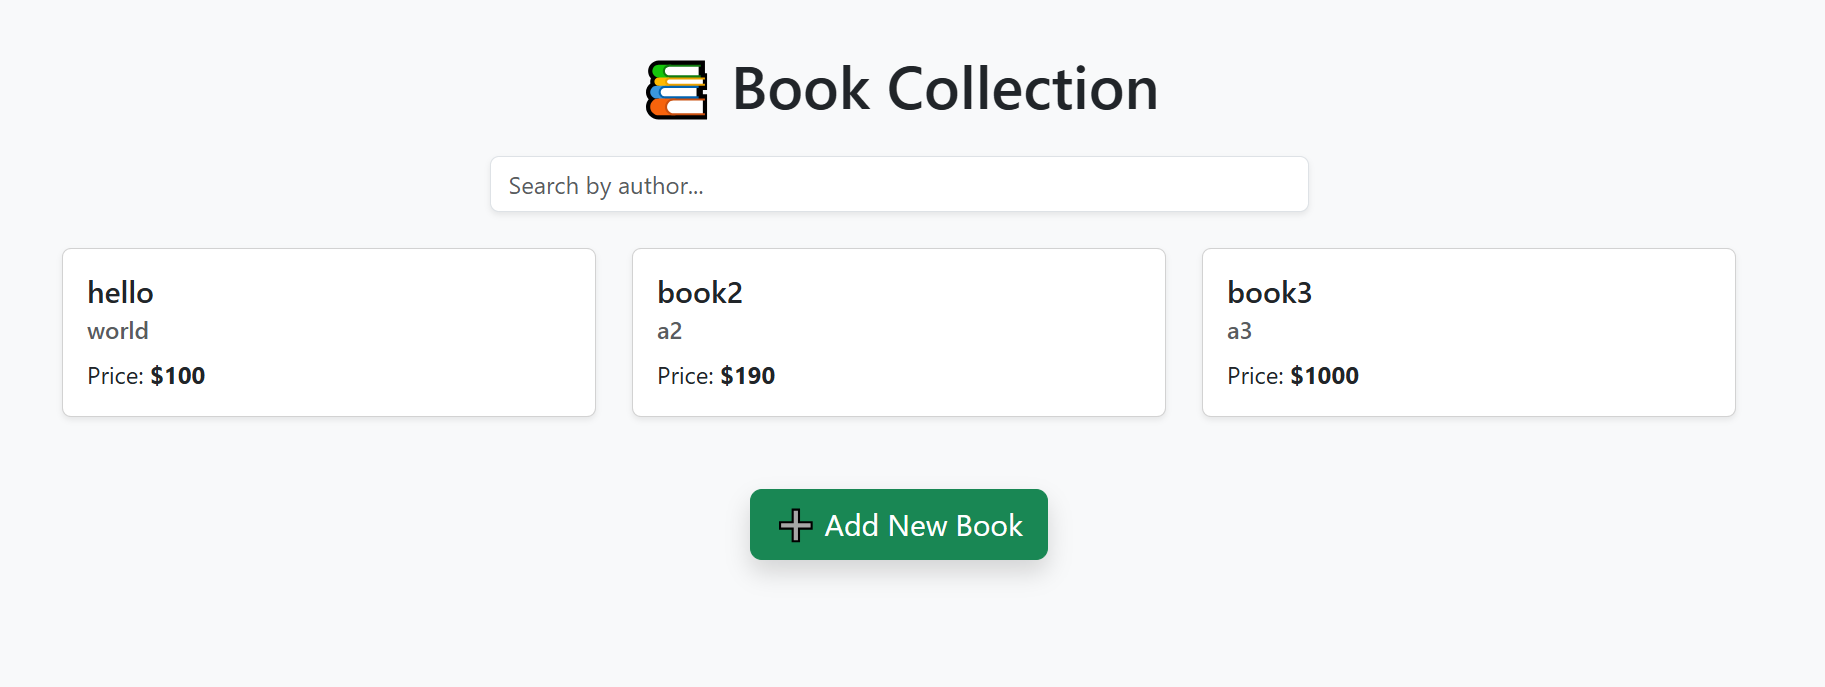 Book Collection
Search by author...
hello
world
Price: $100
book2
a2
Price: $190
book3
a3
Price: $1000
Add New Book